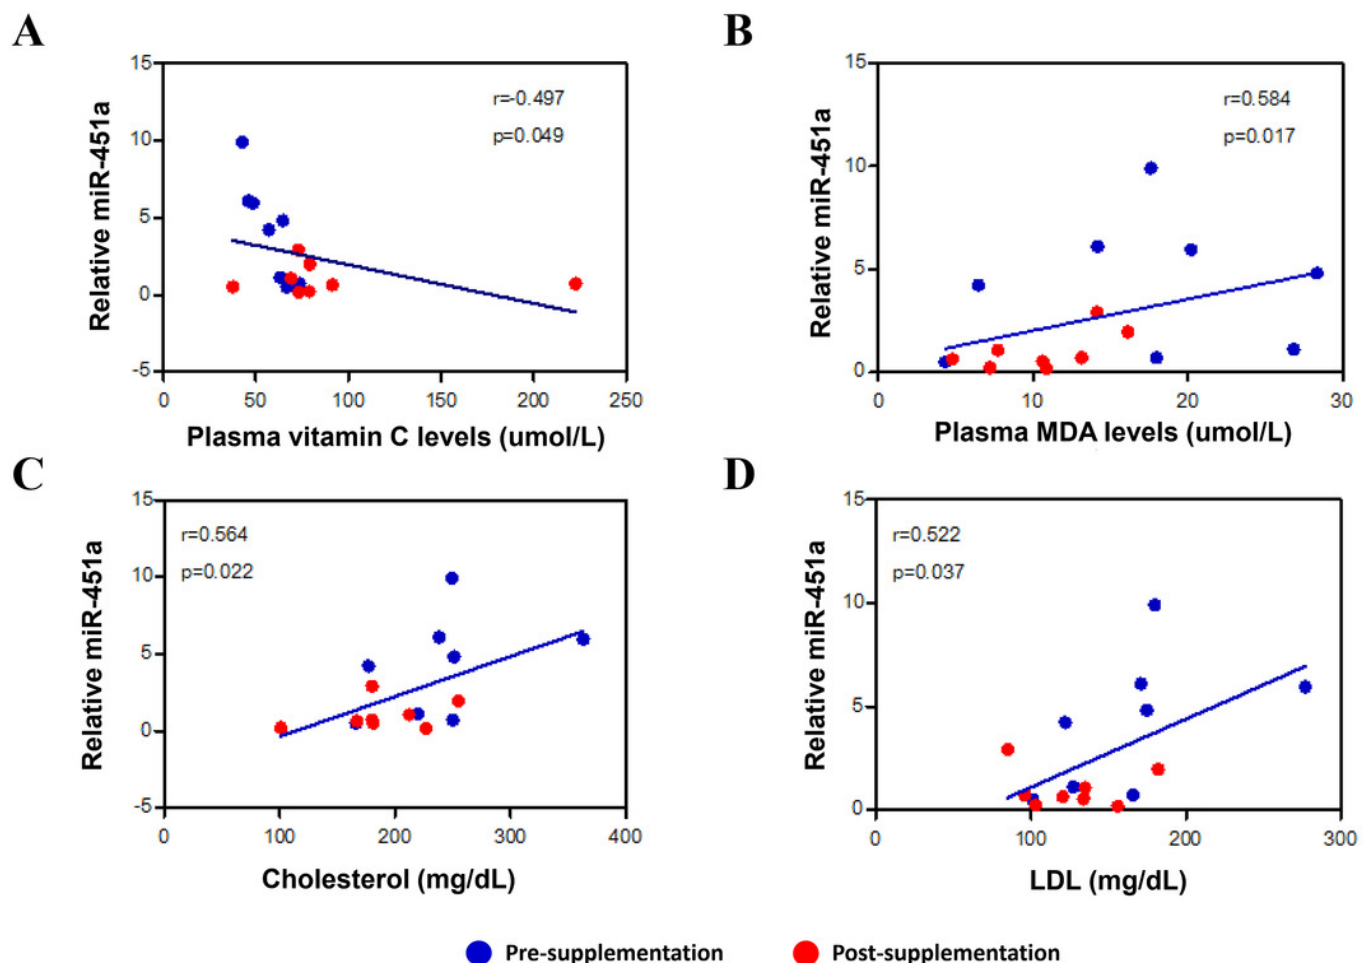 A
15
10
5
0
-5
Relative miR-451a
r=-0.497
p=0.049
50
100
150
200
250
Plasma vitamin C levels (umol/L)
B
15
10
5
0
Relative miR-451a
r=0.584
p=0.017
0
10
20
30
Plasma MDA levels (umol/L)
C
15
10
5
0
-5
Relative miR-451a
r=0.564
p=0.022
0
100
200
300
400
Cholesterol (mg/dL)
D
15
10
5
0
Relative miR-451a
r=0.522
p=0.037
0
100
200
300
LDL (mg/dL)
Pre-supplementation
Post-supplementation